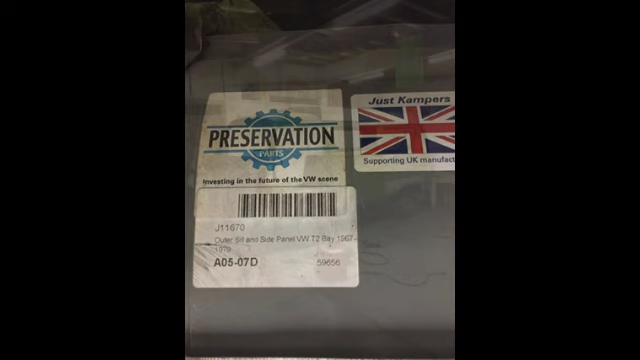 Just Kampers
PRESERVATION
PARTS
Supporting UK manufact
Investing in the future of the VW scene
J11670
Outer Sill and Side Panel VW T2 Bay 1967-
1979
A05-07D
59656